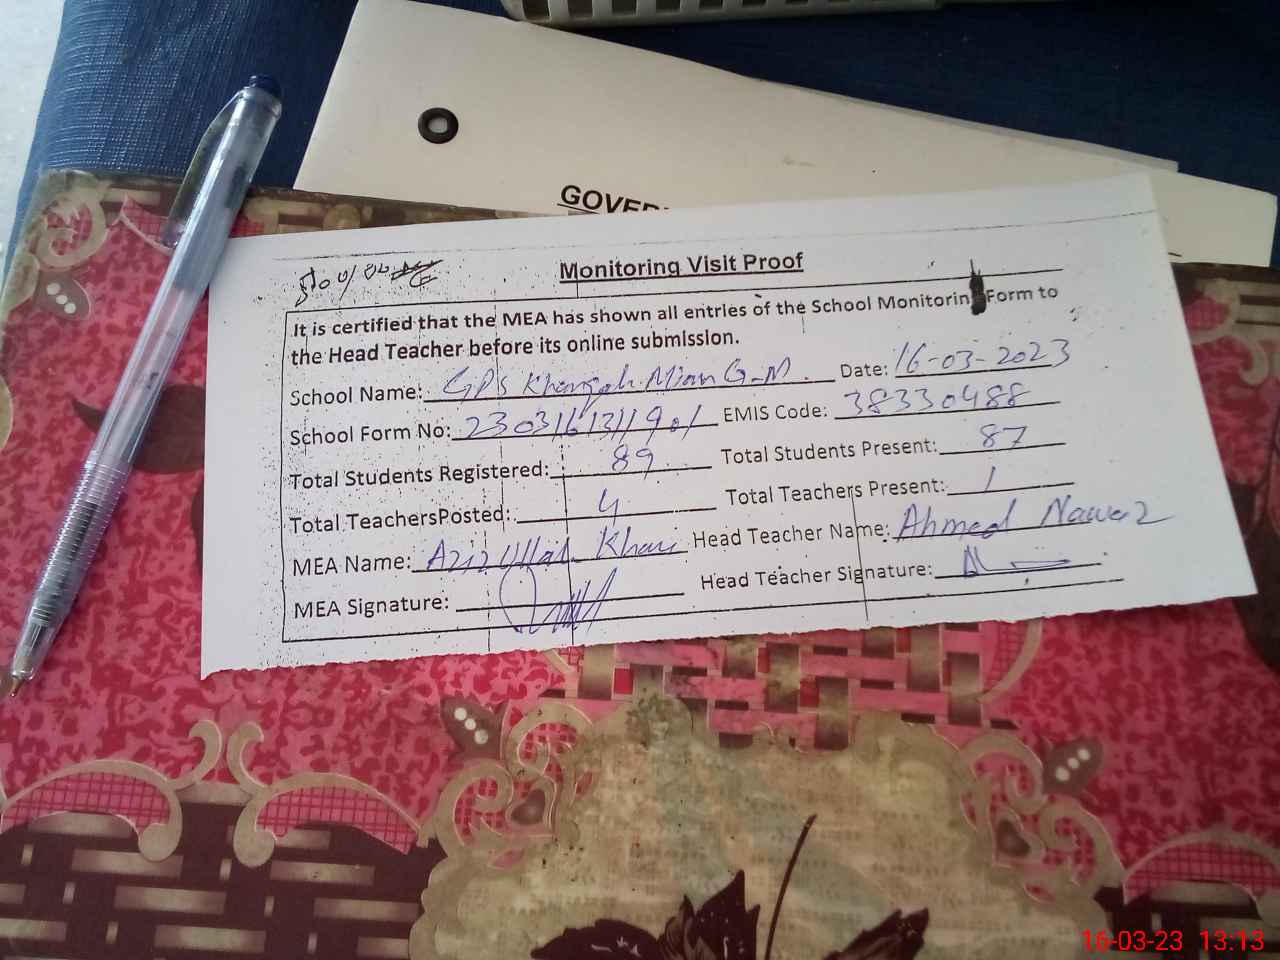 GOVER
Monitoring Visit Proof
It is certified that the MEA has shown all entries of the School Monitorin Form to
the Head Teacher before its online submission.
School Name: GPS Khanqah Mian G.M. Date: 16-03-2023
School Form No: EMIS Code: 38330488
Total Students Registered: 89 Total Students Present: 87
Total TeachersPosted: 4 Total Teachers Present: 1
MEA Name: Aziz Ullah Khan Head Teacher Name: Ahmed Nawaz
MEA Signature: Head Teacher Signature:
16-03-23 13:13